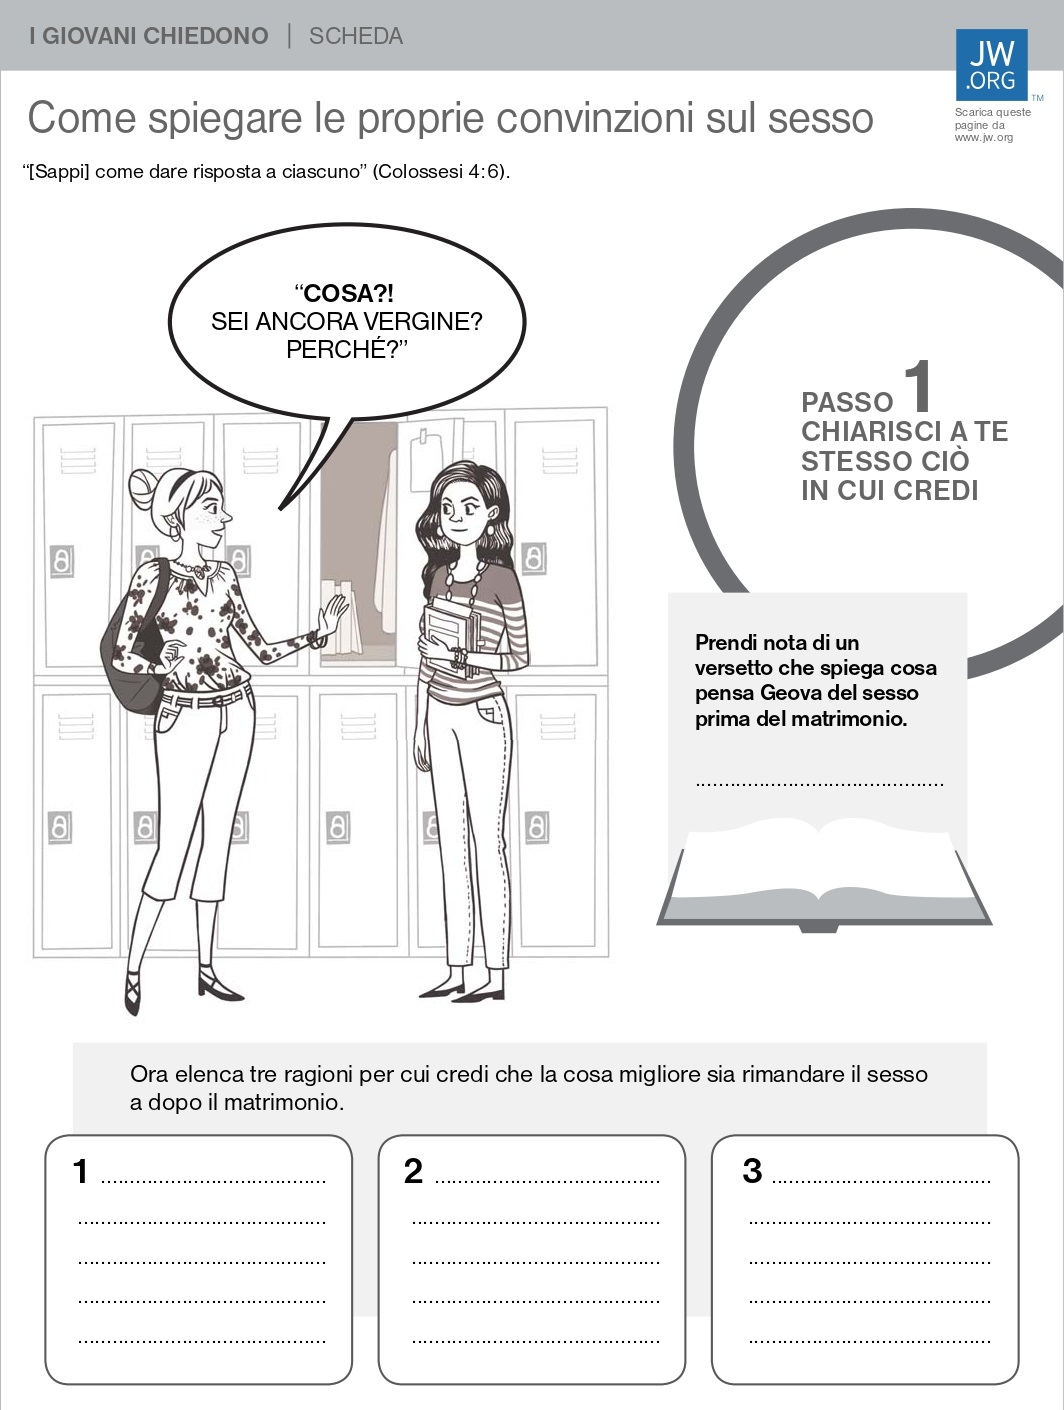 I GIOVANI CHIEDONO | SCHEDA
JW
.ORG
TM
Scarica queste
pagine da
www.jw.org
Come spiegare le proprie convinzioni sul sesso
“[Sappi] come dare risposta a ciascuno” (Colossesi 4:6).
“COSA?!
SEI ANCORA VERGINE?
PERCHÉ?”
PASSO 1
CHIARISCI A TE
STESSO CIÒ
IN CUI CREDI
Prendi nota di un
versetto che spiega cosa
pensa Geova del sesso
prima del matrimonio.
Ora elenca tre ragioni per cui credi che la cosa migliore sia rimandare il sesso
a dopo il matrimonio.
1
2
3